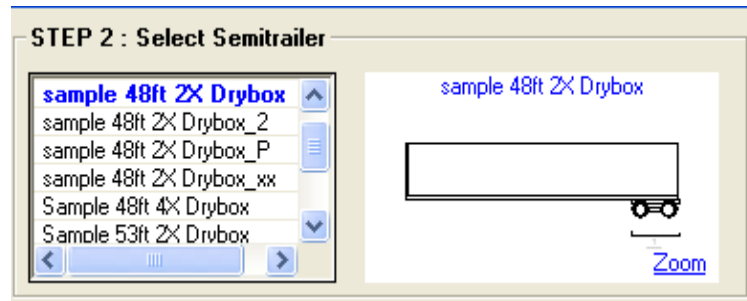 STEP 2 : Select Semitrailer
sample 48ft 2X Drybox
sample 48ft 2X Drybox_2
sample 48ft 2X Drybox_P
sample 48ft 2X Drybox_xx
Sample 48ft 4X Drybox
Sample 53ft 2X Drybox
sample 48ft 2X Drybox
Zoom